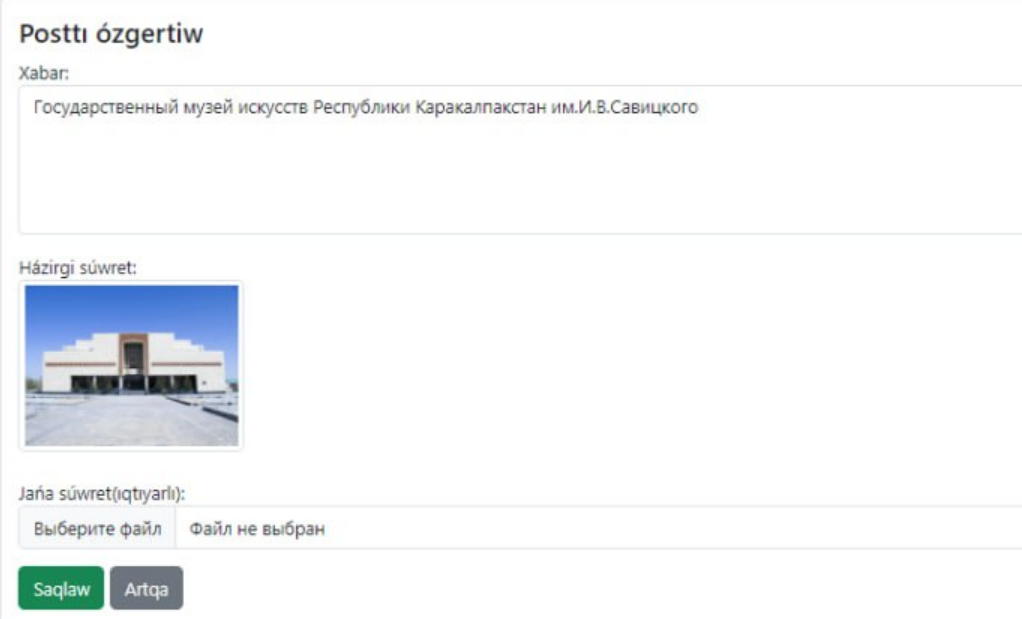 Posttı ózgertiw
Xabar:
Государственный музей искусств Республики Каракалпакстан им.И.В.Савицкого
Házirgi súwret:
Jańa súwret(ıqtıyarlı):
Выберите файл Файл не выбран
Saqlaw Artqa